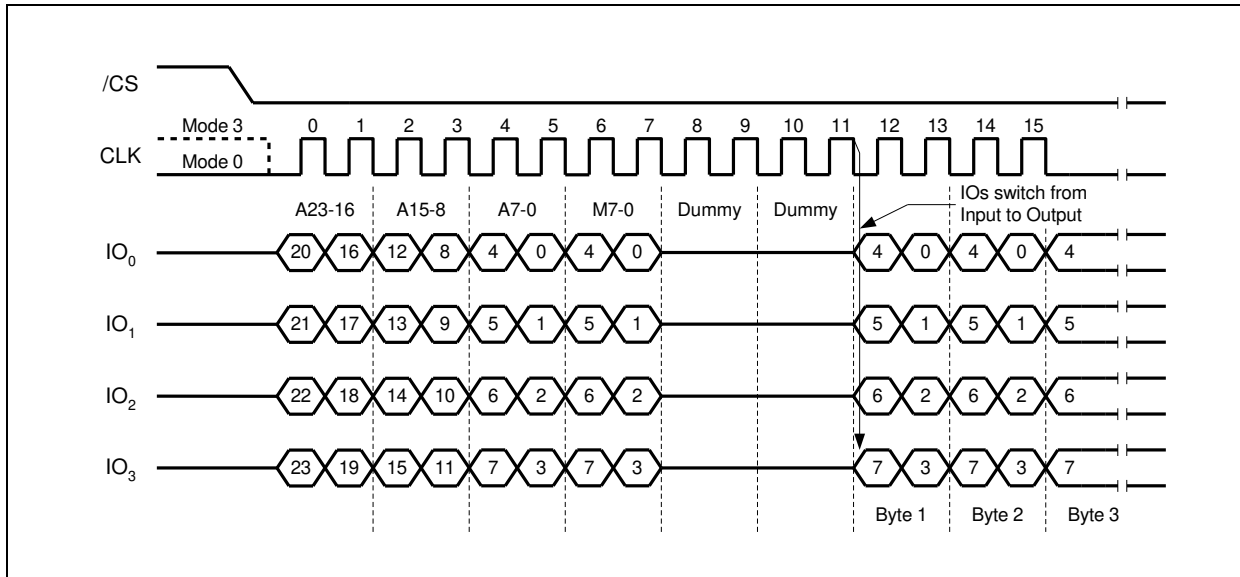 /CS
Mode 3 0 1 2 3 4 5 6 7 8 9 10 11 12 13 14 15
CLK Mode 0
IOs switch from
Input to Output
A23-16 A15-8 A7-0 M7-0 Dummy Dummy
IO0 20 16 12 8 4 0 4 0 4 0 4 0 4
IO1 21 17 13 9 5 1 5 1 5 1 5 1 5
IO2 22 18 14 10 6 2 6 2 6 2 6 2 6
IO3 23 19 15 11 7 3 7 3 7 3 7 3 7
Byte 1 Byte 2 Byte 3